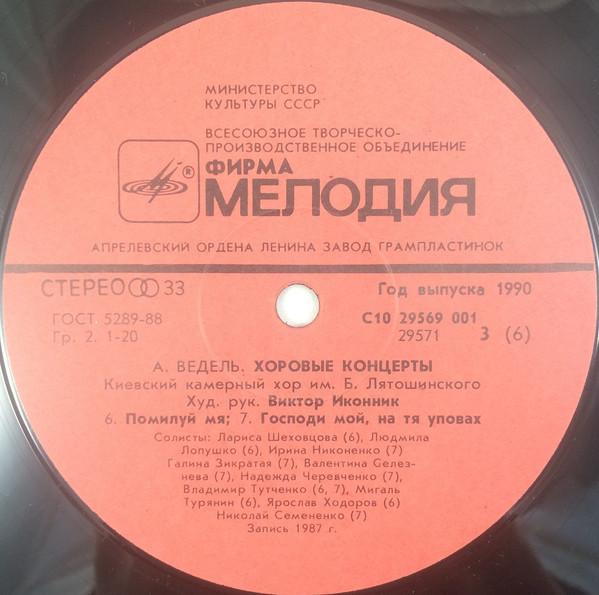 МИНИСТЕРСТВО
КУЛЬТУРЫ СССР
ВСЕСОЮЗНОЕ ТВОРЧЕСКО-
ПРОИЗВОДСТВЕННОЕ ОБЪЕДИНЕНИЕ
®
ФИРМА
МЕЛОДИЯ
АПРЕЛЕВСКИЙ ОРДЕНА ЛЕНИНА ЗАВОД ГРАМПЛАСТИНОК
СТЕРЕО 33
Год выпуска 1990
ГОСТ 5289-88
С10 29569 001
Гр. 2. 1-20
29571 3 (6)
А. ВЕДЕЛЬ. ХОРОВЫЕ КОНЦЕРТЫ
Киевский камерный хор им. Б. Лятошинского
Худ. рук. Виктор Иконник
6. Помилуй мя; 7. Господи мой, на тя уповах
Солисты: Лариса Шеховцова (6), Людмила
Лопушко (6), Ирина Никоненко (7)
Галина Зикратая (7), Валентина Gелез-
нева (7), Надежда Черевченко (7),
Владимир Тутченко (6, 7), Мигаль
Турянин (6), Ярослав Ходоров (6)
Николай Семененко (7)
Запись 1987 г.